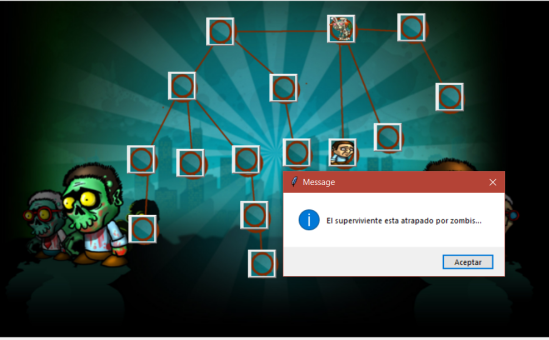 Message
El superviviente esta atrapado por zombis...
Aceptar